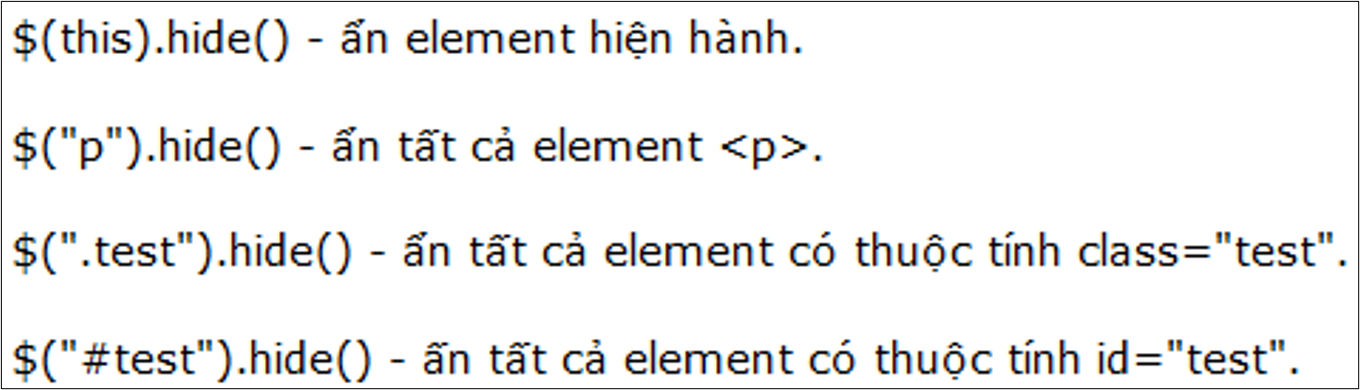 $(this).hide() - ẩn element hiện hành.
$("p").hide() - ẩn tất cả element <p>.
$(".test").hide() - ẩn tất cả element có thuộc tính class="test".
$("#test").hide() - ẩn tất cả element có thuộc tính id="test".